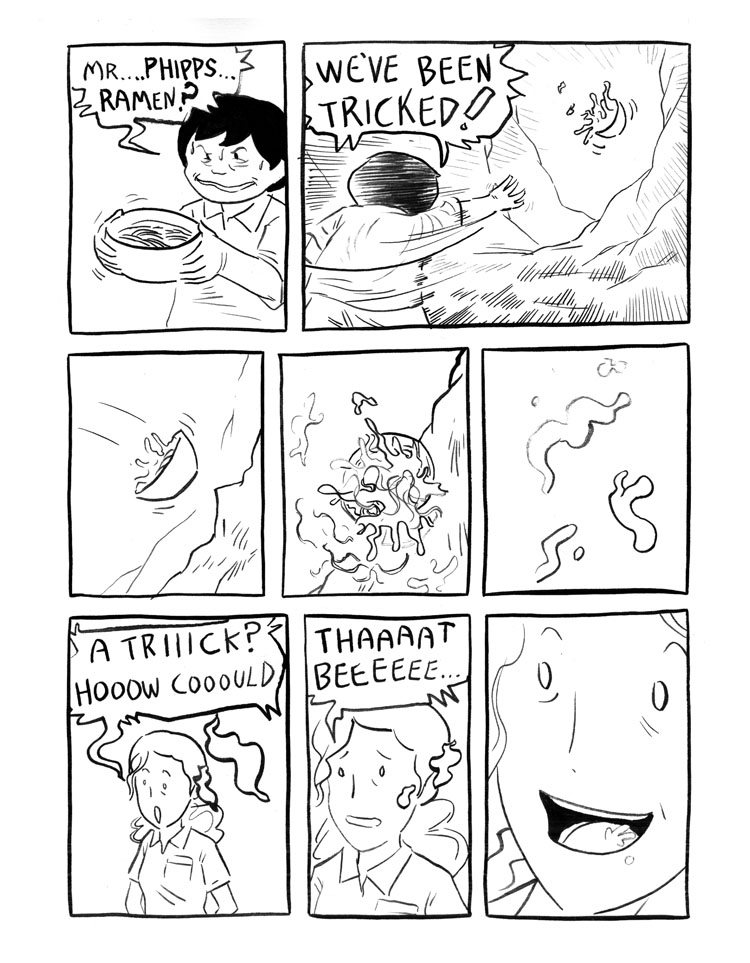 MR....PHIPPS...
RAMEN?
WE'VE BEEN
TRICKED!
A TRIIICK?
HOOOW COOOULD
THAAAAT
BEEEEEE...